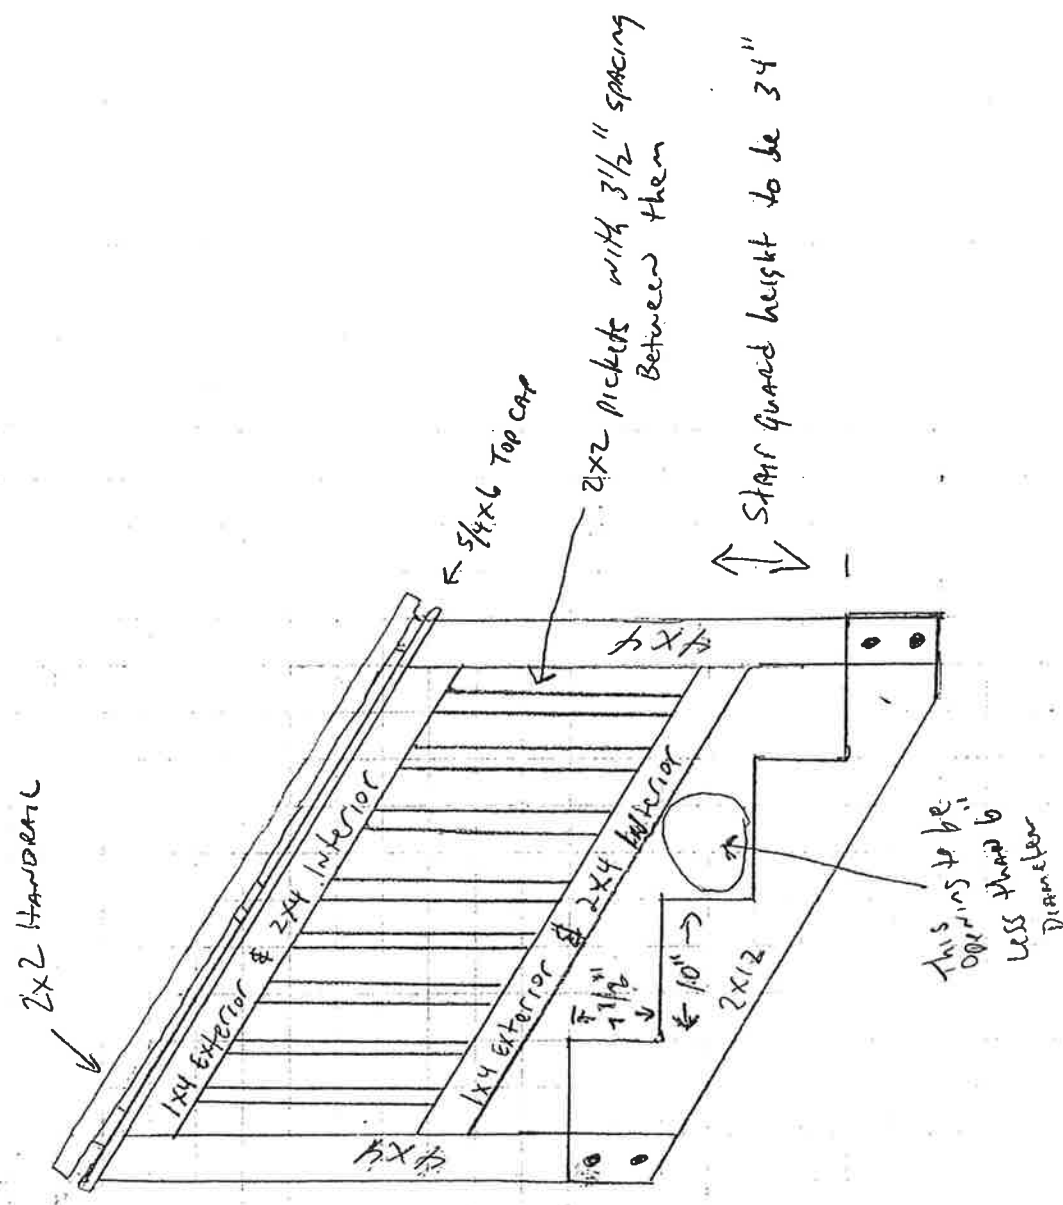 2x2 HANDRAIL
5/4x6 TOP CAP
1x4 Exterior & 2x4 INterior
4x4
4x4
2x2 pickets with 3 1/2" spacing
Between them
1x4 Exterior & 2x4 Interior
Stair guard height to be 34"
10"
2x12
This
opening to be
less than 6"
Diameter